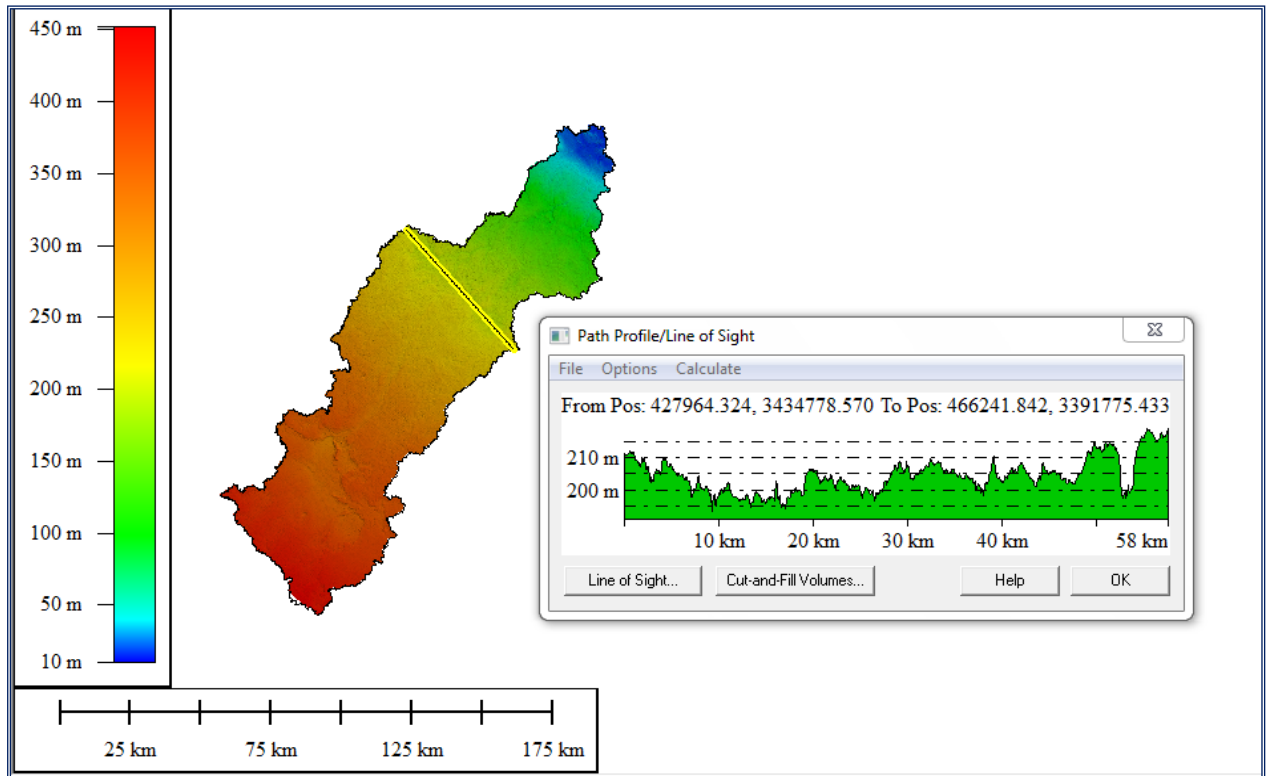 450 m
400 m
350 m
300 m
250 m
200 m
150 m
100 m
50 m
10 m
Path Profile/Line of Sight
File Options Calculate
From Pos: 427964.324, 3434778.570 To Pos: 466241.842, 3391775.433
210 m
200 m
10 km 20 km 30 km 40 km 58 km
Line of Sight... Cut-and-Fill Volumes... Help OK
25 km 75 km 125 km 175 km